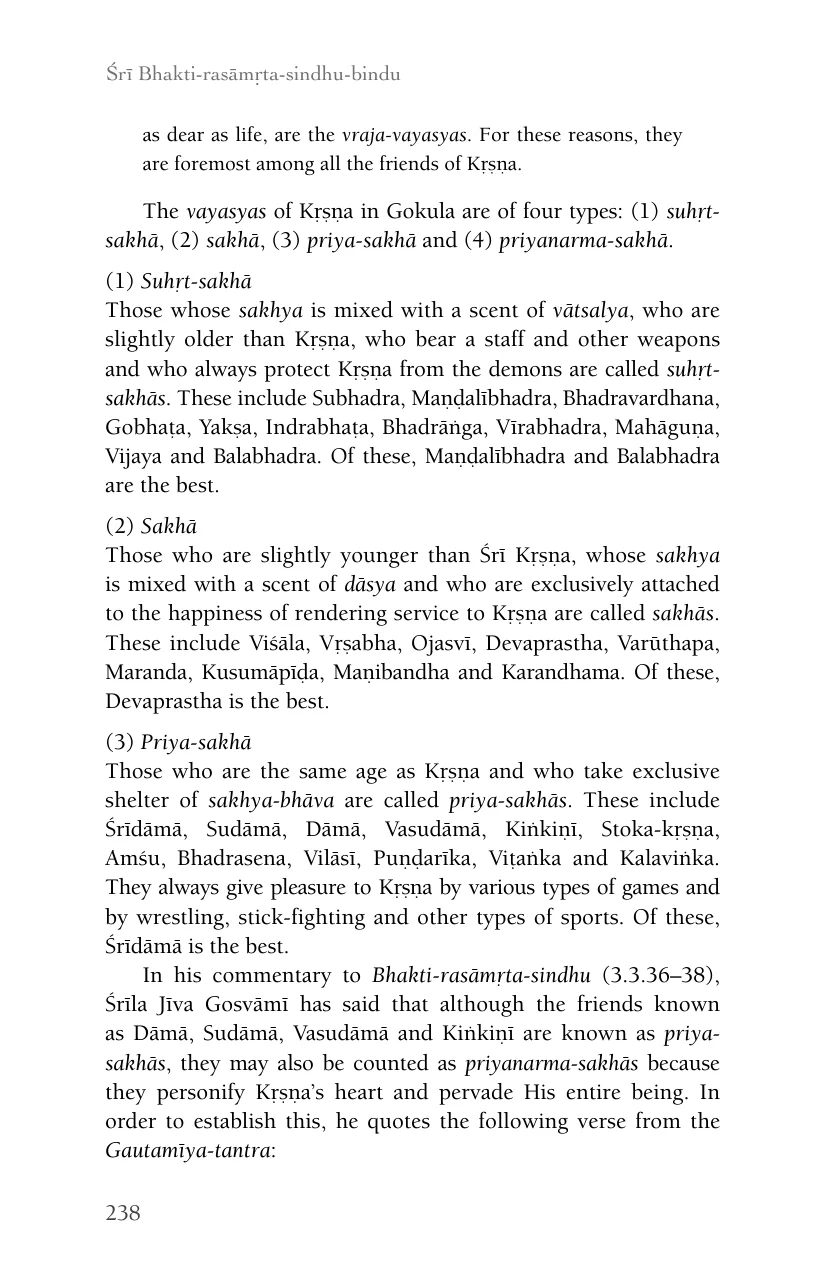 Śrī Bhakti-rasāmṛta-sindhu-bindu
as dear as life, are the vraja-vayasyas. For these reasons, they
are foremost among all the friends of Kṛṣṇa.
The vayasyas of Kṛṣṇa in Gokula are of four types: (1) suhṛt-
sakhā, (2) sakhā, (3) priya-sakhā and (4) priyanarma-sakhā.
(1) Suhṛt-sakhā
Those whose sakhya is mixed with a scent of vātsalya, who are
slightly older than Kṛṣṇa, who bear a staff and other weapons
and who always protect Kṛṣṇa from the demons are called suhṛt-
sakhās. These include Subhadra, Maṇḍalībhadra, Bhadravardhana,
Gobhaṭa, Yakṣa, Indrabhaṭa, Bhadrāṅga, Vīrabhadra, Mahāguṇa,
Vijaya and Balabhadra. Of these, Maṇḍalībhadra and Balabhadra
are the best.
(2) Sakhā
Those who are slightly younger than Śrī Kṛṣṇa, whose sakhya
is mixed with a scent of dāsya and who are exclusively attached
to the happiness of rendering service to Kṛṣṇa are called sakhās.
These include Viśāla, Vṛṣabha, Ojasvī, Devaprastha, Varūthapa,
Maranda, Kusumāpīḍa, Maṇibandha and Karandhama. Of these,
Devaprastha is the best.
(3) Priya-sakhā
Those who are the same age as Kṛṣṇa and who take exclusive
shelter of sakhya-bhāva are called priya-sakhās. These include
Śrīdāmā, Sudāmā, Dāmā, Vasudāmā, Kiṅkiṇī, Stoka-kṛṣṇa,
Amśu, Bhadrasena, Vilāsī, Puṇḍarīka, Viṭaṅka and Kalaviṅka.
They always give pleasure to Kṛṣṇa by various types of games and
by wrestling, stick-fighting and other types of sports. Of these,
Śrīdāmā is the best.
In his commentary to Bhakti-rasāmṛta-sindhu (3.3.36–38),
Śrīla Jīva Gosvāmī has said that although the friends known
as Dāmā, Sudāmā, Vasudāmā and Kiṅkiṇī are known as priya-
sakhās, they may also be counted as priyanarma-sakhās because
they personify Kṛṣṇa’s heart and pervade His entire being. In
order to establish this, he quotes the following verse from the
Gautamīya-tantra:
238